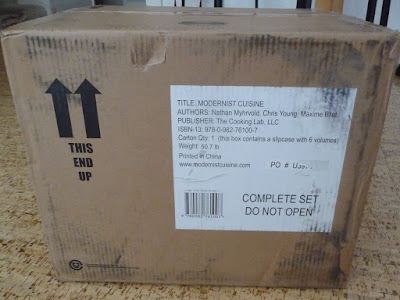 THIS
END
UP
TITLE: MODERNIST CUISINE
AUTHORS: Nathan Myhrvold, Chris Young, Maxime Bilet
PUBLISHER: The Cooking Lab, LLC
ISBN-13: 978-0-982-76100-7
Carton Qty: 1 (this box contains a slipcase with 6 volumes)
Weight: 50.7 lb
Printed in China
www.modernistcuisine.com
PO #
COMPLETE SET
DO NOT OPEN